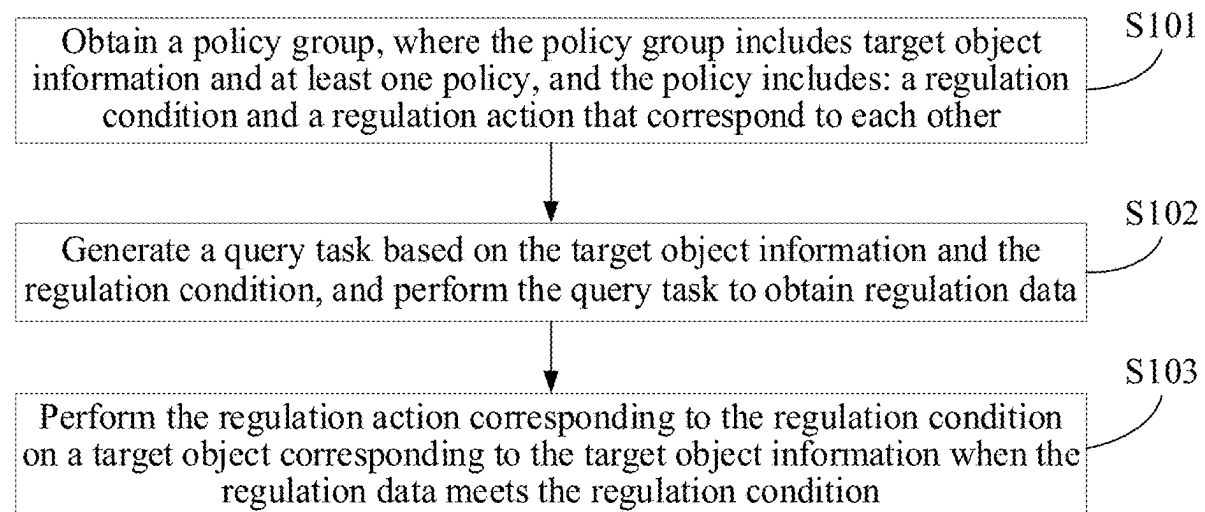 S101
Obtain a policy group, where the policy group includes target object
information and at least one policy, and the policy includes: a regulation
condition and a regulation action that correspond to each other
S102
Generate a query task based on the target object information and the
regulation condition, and perform the query task to obtain regulation data
S103
Perform the regulation action corresponding to the regulation condition
on a target object corresponding to the target object information when the
regulation data meets the regulation condition